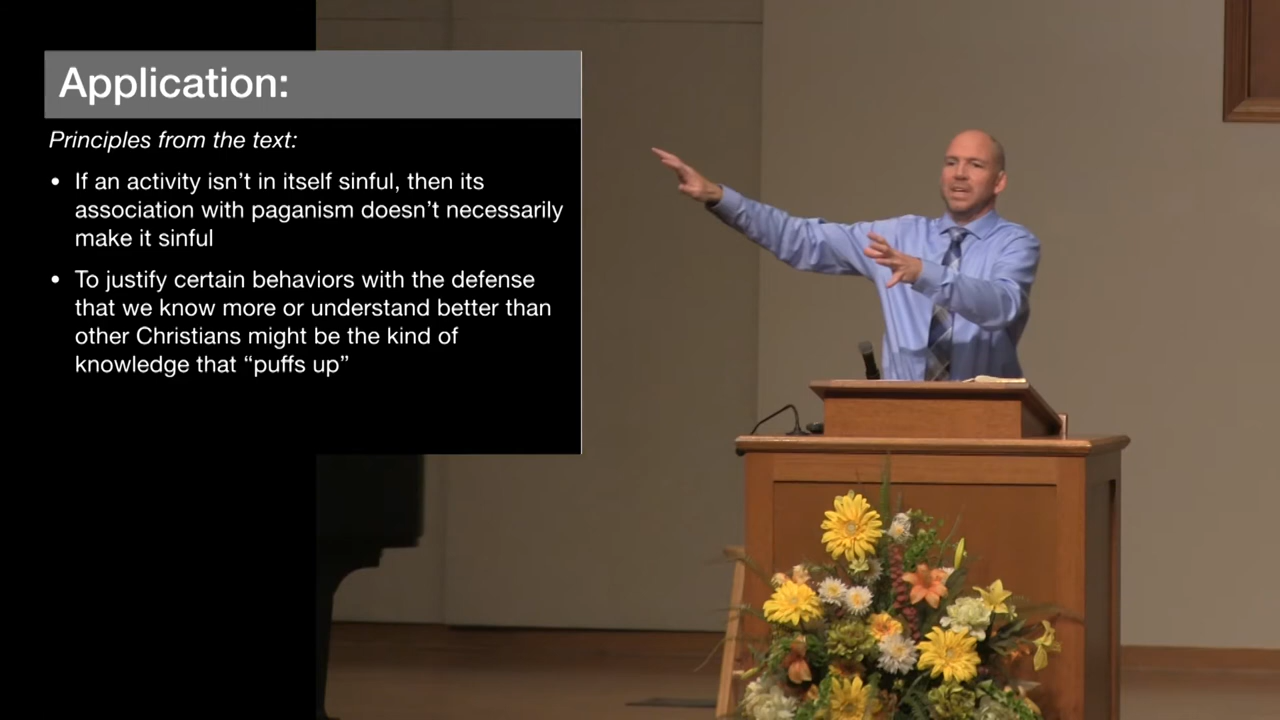 Application:
Principles from the text:
• If an activity isn’t in itself sinful, then its
association with paganism doesn’t necessarily
make it sinful
• To justify certain behaviors with the defense
that we know more or understand better than
other Christians might be the kind of
knowledge that “puffs up”